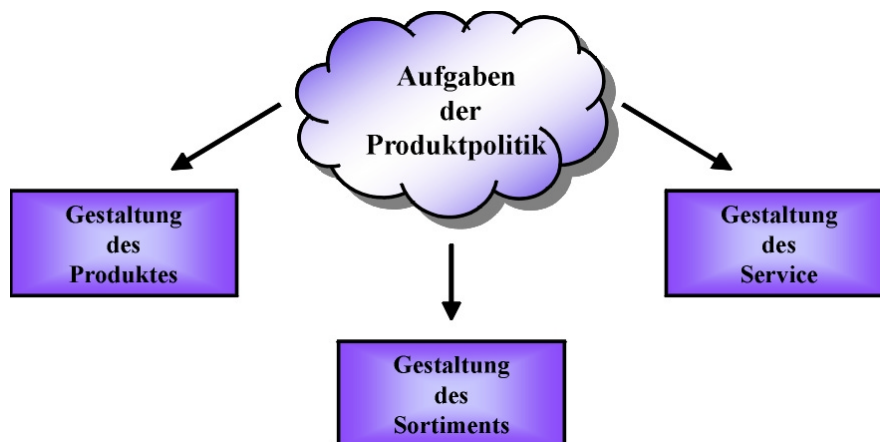 Aufgaben
der
Produktpolitik
Gestaltung
des
Produktes
Gestaltung
des
Service
Gestaltung
des
Sortiments